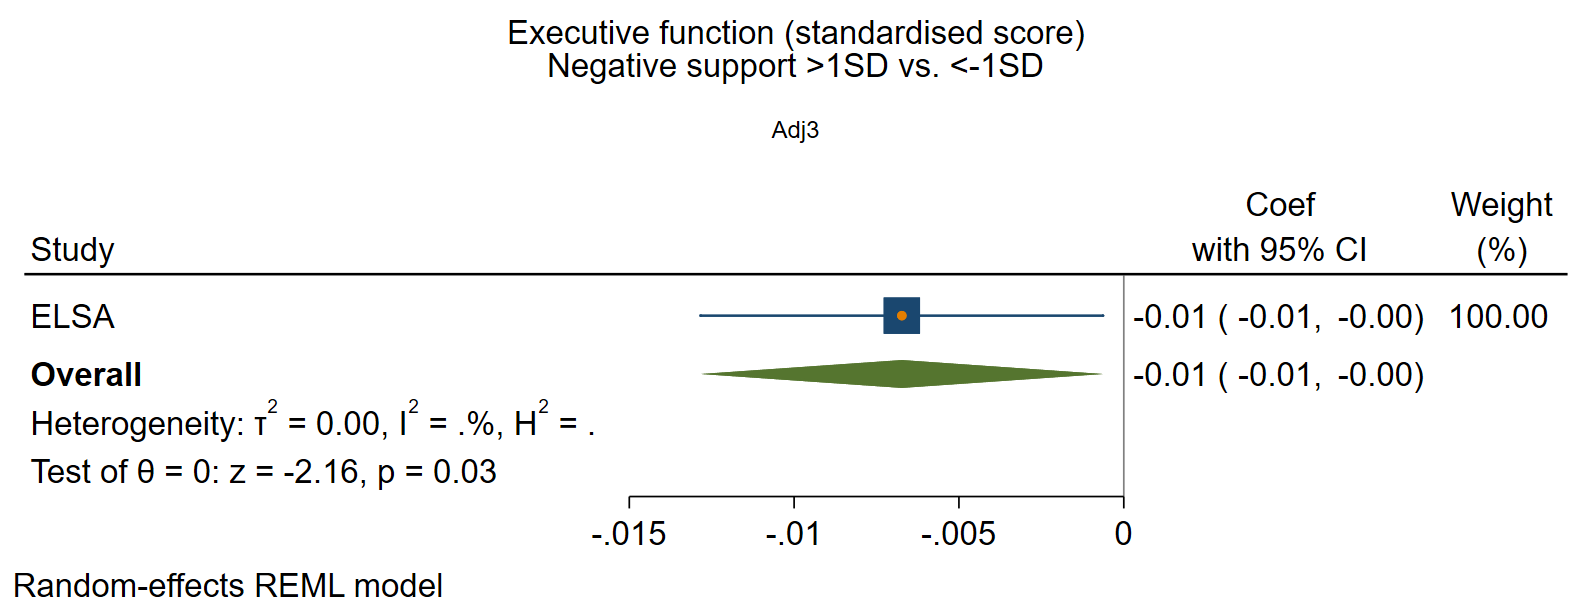 Executive function (standardised score)
Negative support >1SD vs. <-1SD
Adj3
Coef Weight
Study with 95% CI (%)
ELSA -0.01 ( -0.01, -0.00) 100.00
Overall -0.01 ( -0.01, -0.00)
Heterogeneity: τ² = 0.00, I² = .%, H² = .
Test of θ = 0: z = -2.16, p = 0.03
-.015 -.01 -.005 0
Random-effects REML model